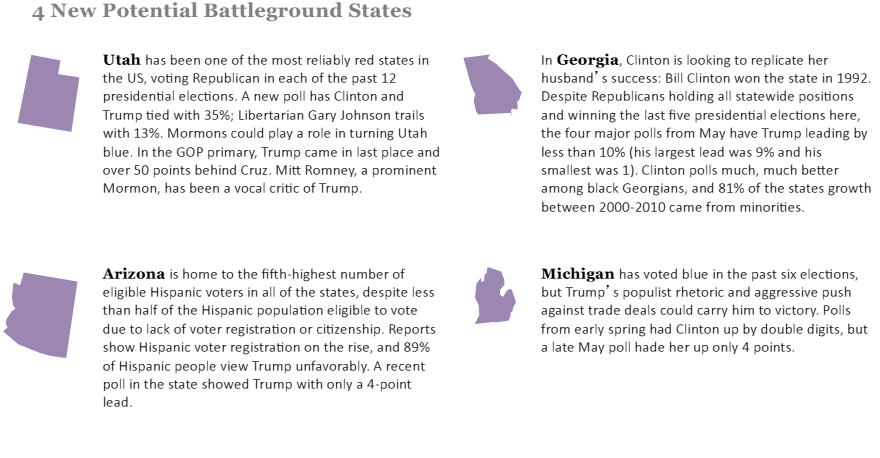 4 New Potential Battleground States
Utah has been one of the most reliably red states in
the US, voting Republican in each of the past 12
presidential elections. A new poll has Clinton and
Trump tied with 35%; Libertarian Gary Johnson trails
with 13%. Mormons could play a role in turning Utah
blue. In the GOP primary, Trump came in last place and
over 50 points behind Cruz. Mitt Romney, a prominent
Mormon, has been a vocal critic of Trump.
In Georgia, Clinton is looking to replicate her
husband’s success: Bill Clinton won the state in 1992.
Despite Republicans holding all statewide positions
and winning the last five presidential elections here,
the four major polls from May have Trump leading by
less than 10% (his largest lead was 9% and his
smallest was 1). Clinton polls much, much better
among black Georgians, and 81% of the states growth
between 2000-2010 came from minorities.
Arizona is home to the fifth-highest number of
eligible Hispanic voters in all of the states, despite less
than half of the Hispanic population eligible to vote
due to lack of voter registration or citizenship. Reports
show Hispanic voter registration on the rise, and 89%
of Hispanic people view Trump unfavorably. A recent
poll in the state showed Trump with only a 4-point
lead.
Michigan has voted blue in the past six elections,
but Trump’s populist rhetoric and aggressive push
against trade deals could carry him to victory. Polls
from early spring had Clinton up by double digits, but
a late May poll hade her up only 4 points.